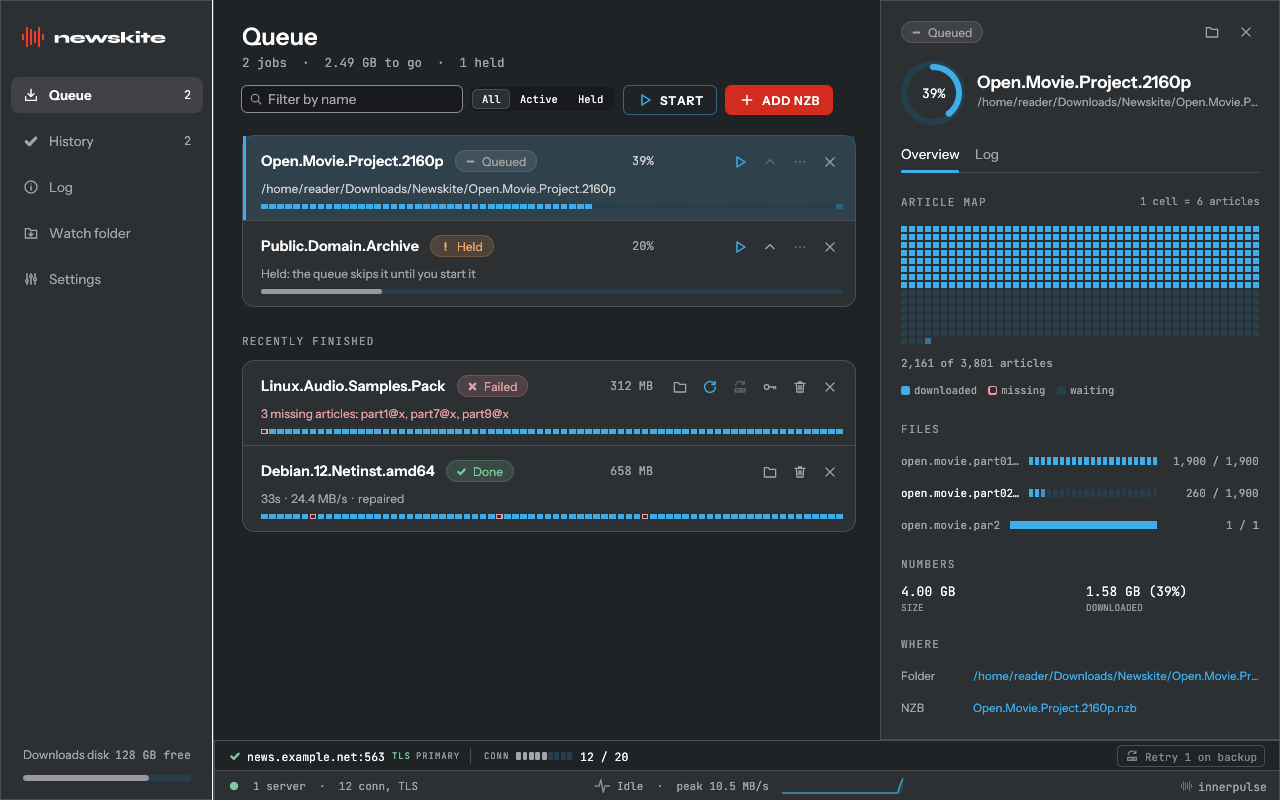 newskite
Queue 2
History 2
Log
Watch folder
Settings
Downloads disk 128 GB free
Queue
2 jobs · 2.49 GB to go · 1 held
Filter by name
All Active Held
START
ADD NZB
Open.Movie.Project.2160p Queued 39%
/home/reader/Downloads/Newskite/Open.Movie.Project.2160p
Public.Domain.Archive Held 20%
Held: the queue skips it until you start it
RECENTLY FINISHED
Linux.Audio.Samples.Pack Failed 312 MB
3 missing articles: part1@x, part7@x, part9@x
Debian.12.Netinst.amd64 Done 658 MB
33s · 24.4 MB/s · repaired
Queued
39%
Open.Movie.Project.2160p
/home/reader/Downloads/Newskite/Open.Movie.P…
Overview Log
ARTICLE MAP 1 cell = 6 articles
2,161 of 3,801 articles
downloaded missing waiting
FILES
open.movie.part01… 1,900 / 1,900
open.movie.part02… 260 / 1,900
open.movie.par2 1 / 1
NUMBERS
4.00 GB 1.58 GB (39%)
SIZE DOWNLOADED
WHERE
Folder /home/reader/Downloads/Newskite/Open.Movie.Pr…
NZB Open.Movie.Project.2160p.nzb
news.example.net:563 TLS PRIMARY CONN 12 / 20 Retry 1 on backup
1 server · 12 conn, TLS Idle · peak 10.5 MB/s innerpulse